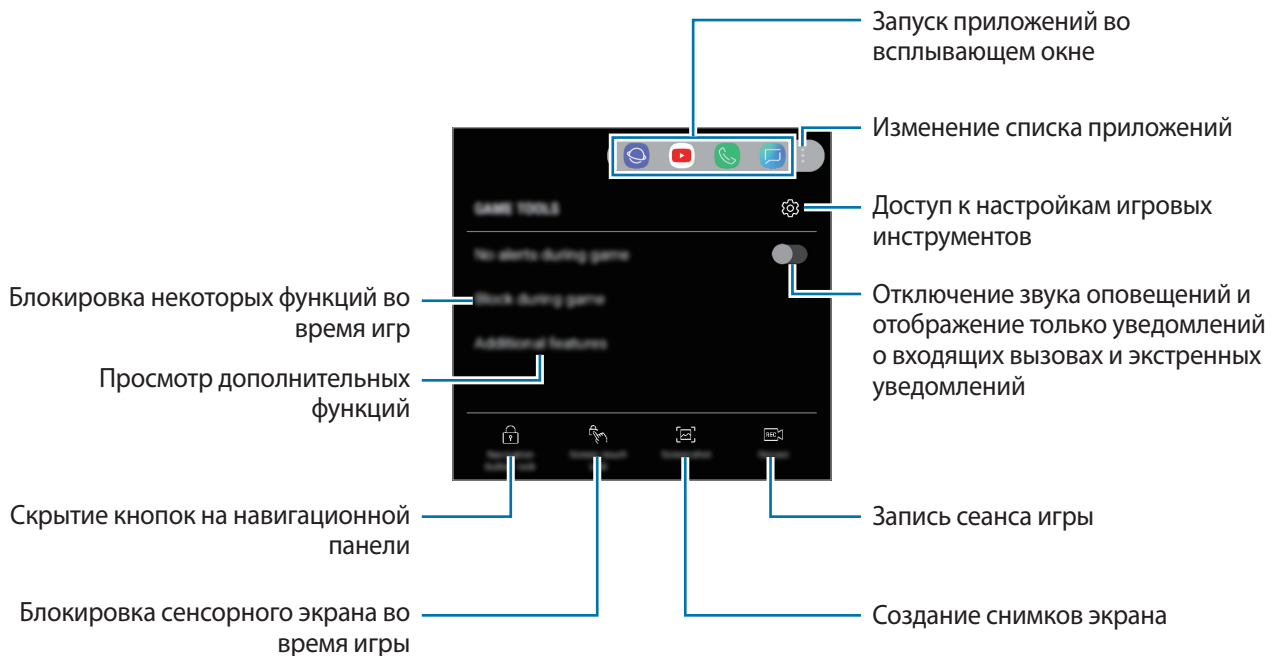 Запуск приложений во
всплывающем окне
Изменение списка приложений
GAME TOOLS
Доступ к настройкам игровых
инструментов
No alerts during game
Отключение звука оповещений и
отображение только уведомлений
о входящих вызовах и экстренных
уведомлений
Block during game
Блокировка некоторых функций во
время игр
Additional features
Просмотр дополнительных
функций
REC
Скрытие кнопок на навигационной
панели
Запись сеанса игры
Блокировка сенсорного экрана во
время игры
Создание снимков экрана